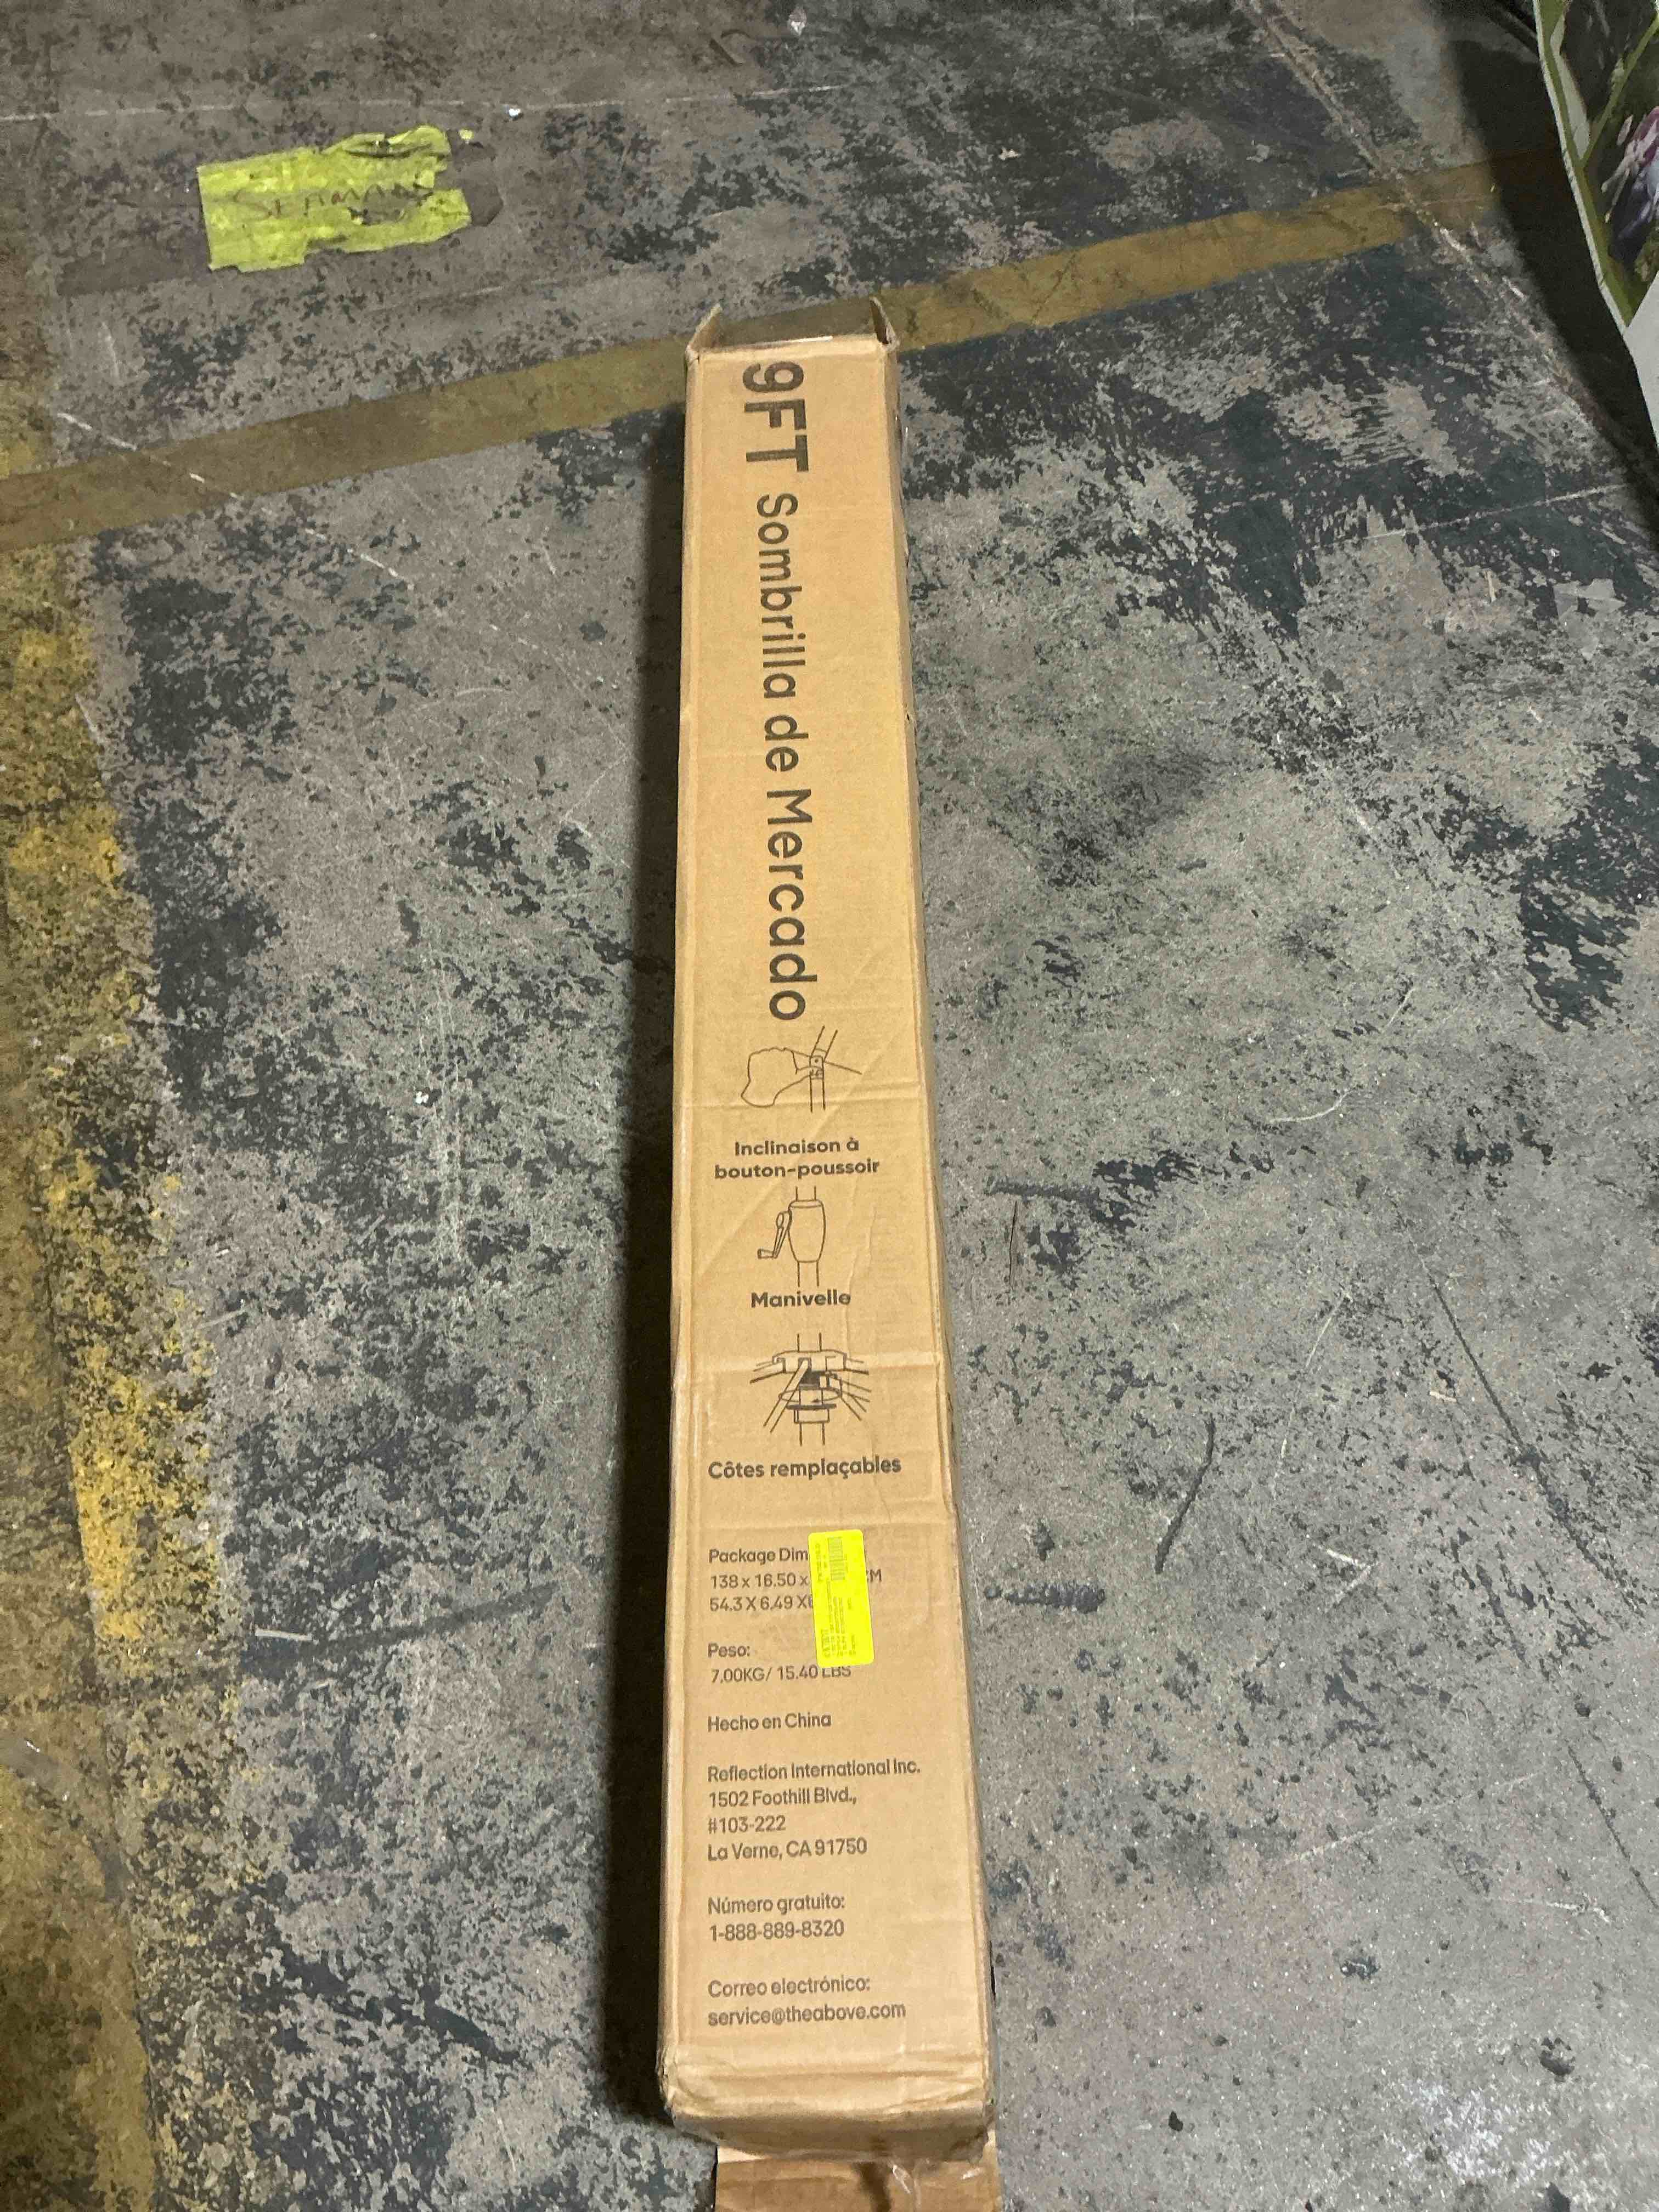 9FT Sombrilla de Mercado
Inclinaison à
bouton-poussoir
Manivelle
Côtes remplaçables
Package Dim
138 x 16.50 x
54.3 X 6.49 X
Peso:
7.00KG/ 15.40 LBS
Hecho en China
Reflection International Inc.
1502 Foothill Blvd.,
#103-222
La Verne, CA 91750
Número gratuito:
1-888-889-8320
Correo electrónico:
service@theabove.com